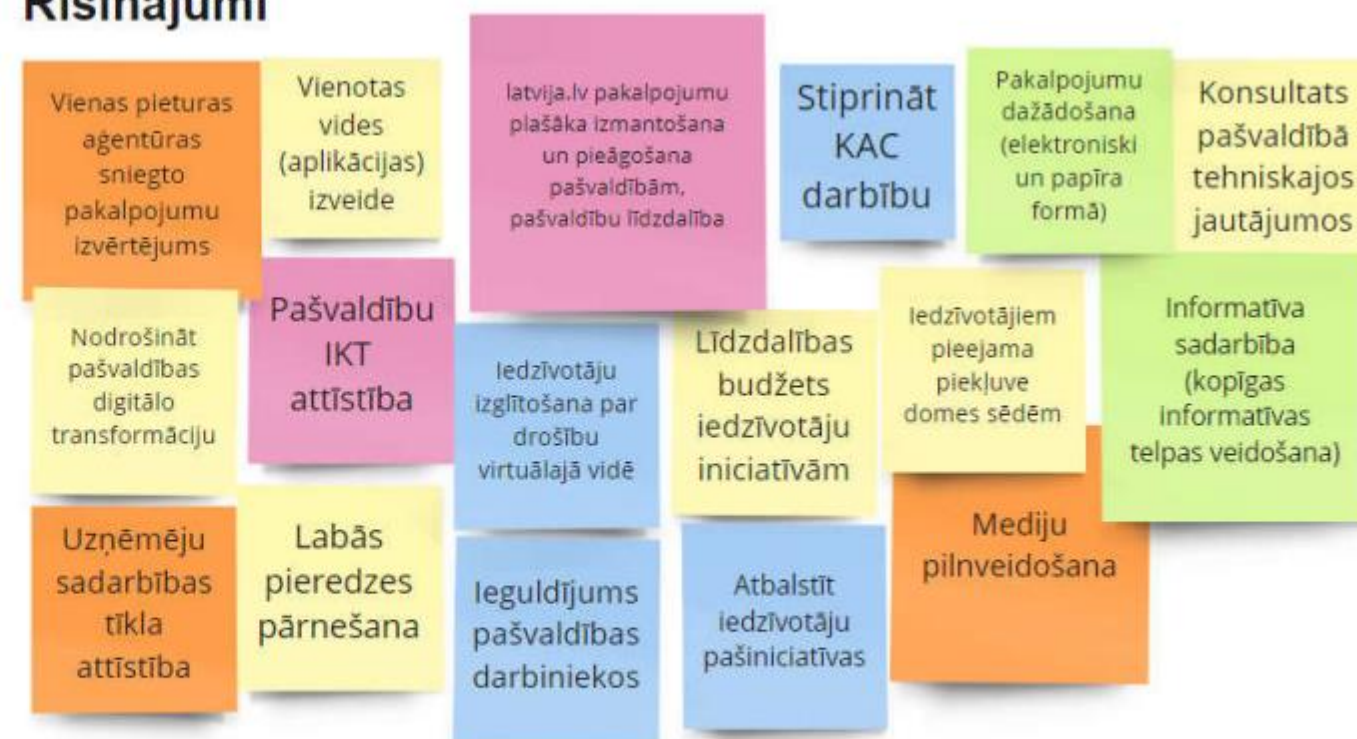 Risinājumi
Vienas pieturas
aģentūras
sniegto
pakalpojumu
izvērtējums
Vienotas
vides
(aplikācijas)
izveide
latvija.lv pakalpojumu
plašāka izmantošana
un pieāgošana
pašvaldībām,
pašvaldību līdzdalība
Stiprināt
KAC
darbību
Pakalpojumu
dažādošana
(elektroniski
un papīra
formā)
Konsultats
pašvaldībā
tehniskajos
jautājumos
Nodrošināt
pašvaldības
digitālo
transformāciju
Pašvaldību
IKT
attīstība
Iedzīvotāju
izglītošana par
drošību
virtuālajā vidē
Līdzdalības
budžets
iedzīvotāju
iniciatīvām
Iedzīvotājiem
pieejama
piekļuve
domes sēdēm
Informatīva
sadarbība
(kopīgas
informatīvas
telpas veidošana)
Uzņēmēju
sadarbības
tīkla
attīstība
Labās
pieredzes
pārnešana
Ieguldījums
pašvaldības
darbiniekos
Atbalstīt
iedzīvotāju
pašiniciatīvas
Mediju
pilnveidošana